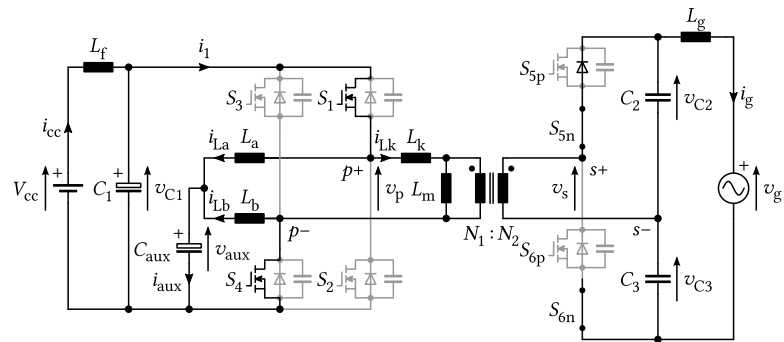 L_f
i_1
S_3
S_1
S_5p
L_g
i_cc
i_La
L_a
i_Lk
L_k
S_5n
C_2
v_C2
i_g
p+
s+
V_cc
+
C_1
+
v_C1
i_Lb
L_b
v_p
L_m
v_s
+
v_g
p−
N_1 : N_2
s−
+
C_aux
v_aux
S_6p
i_aux
S_4
S_2
C_3
v_C3
S_6n